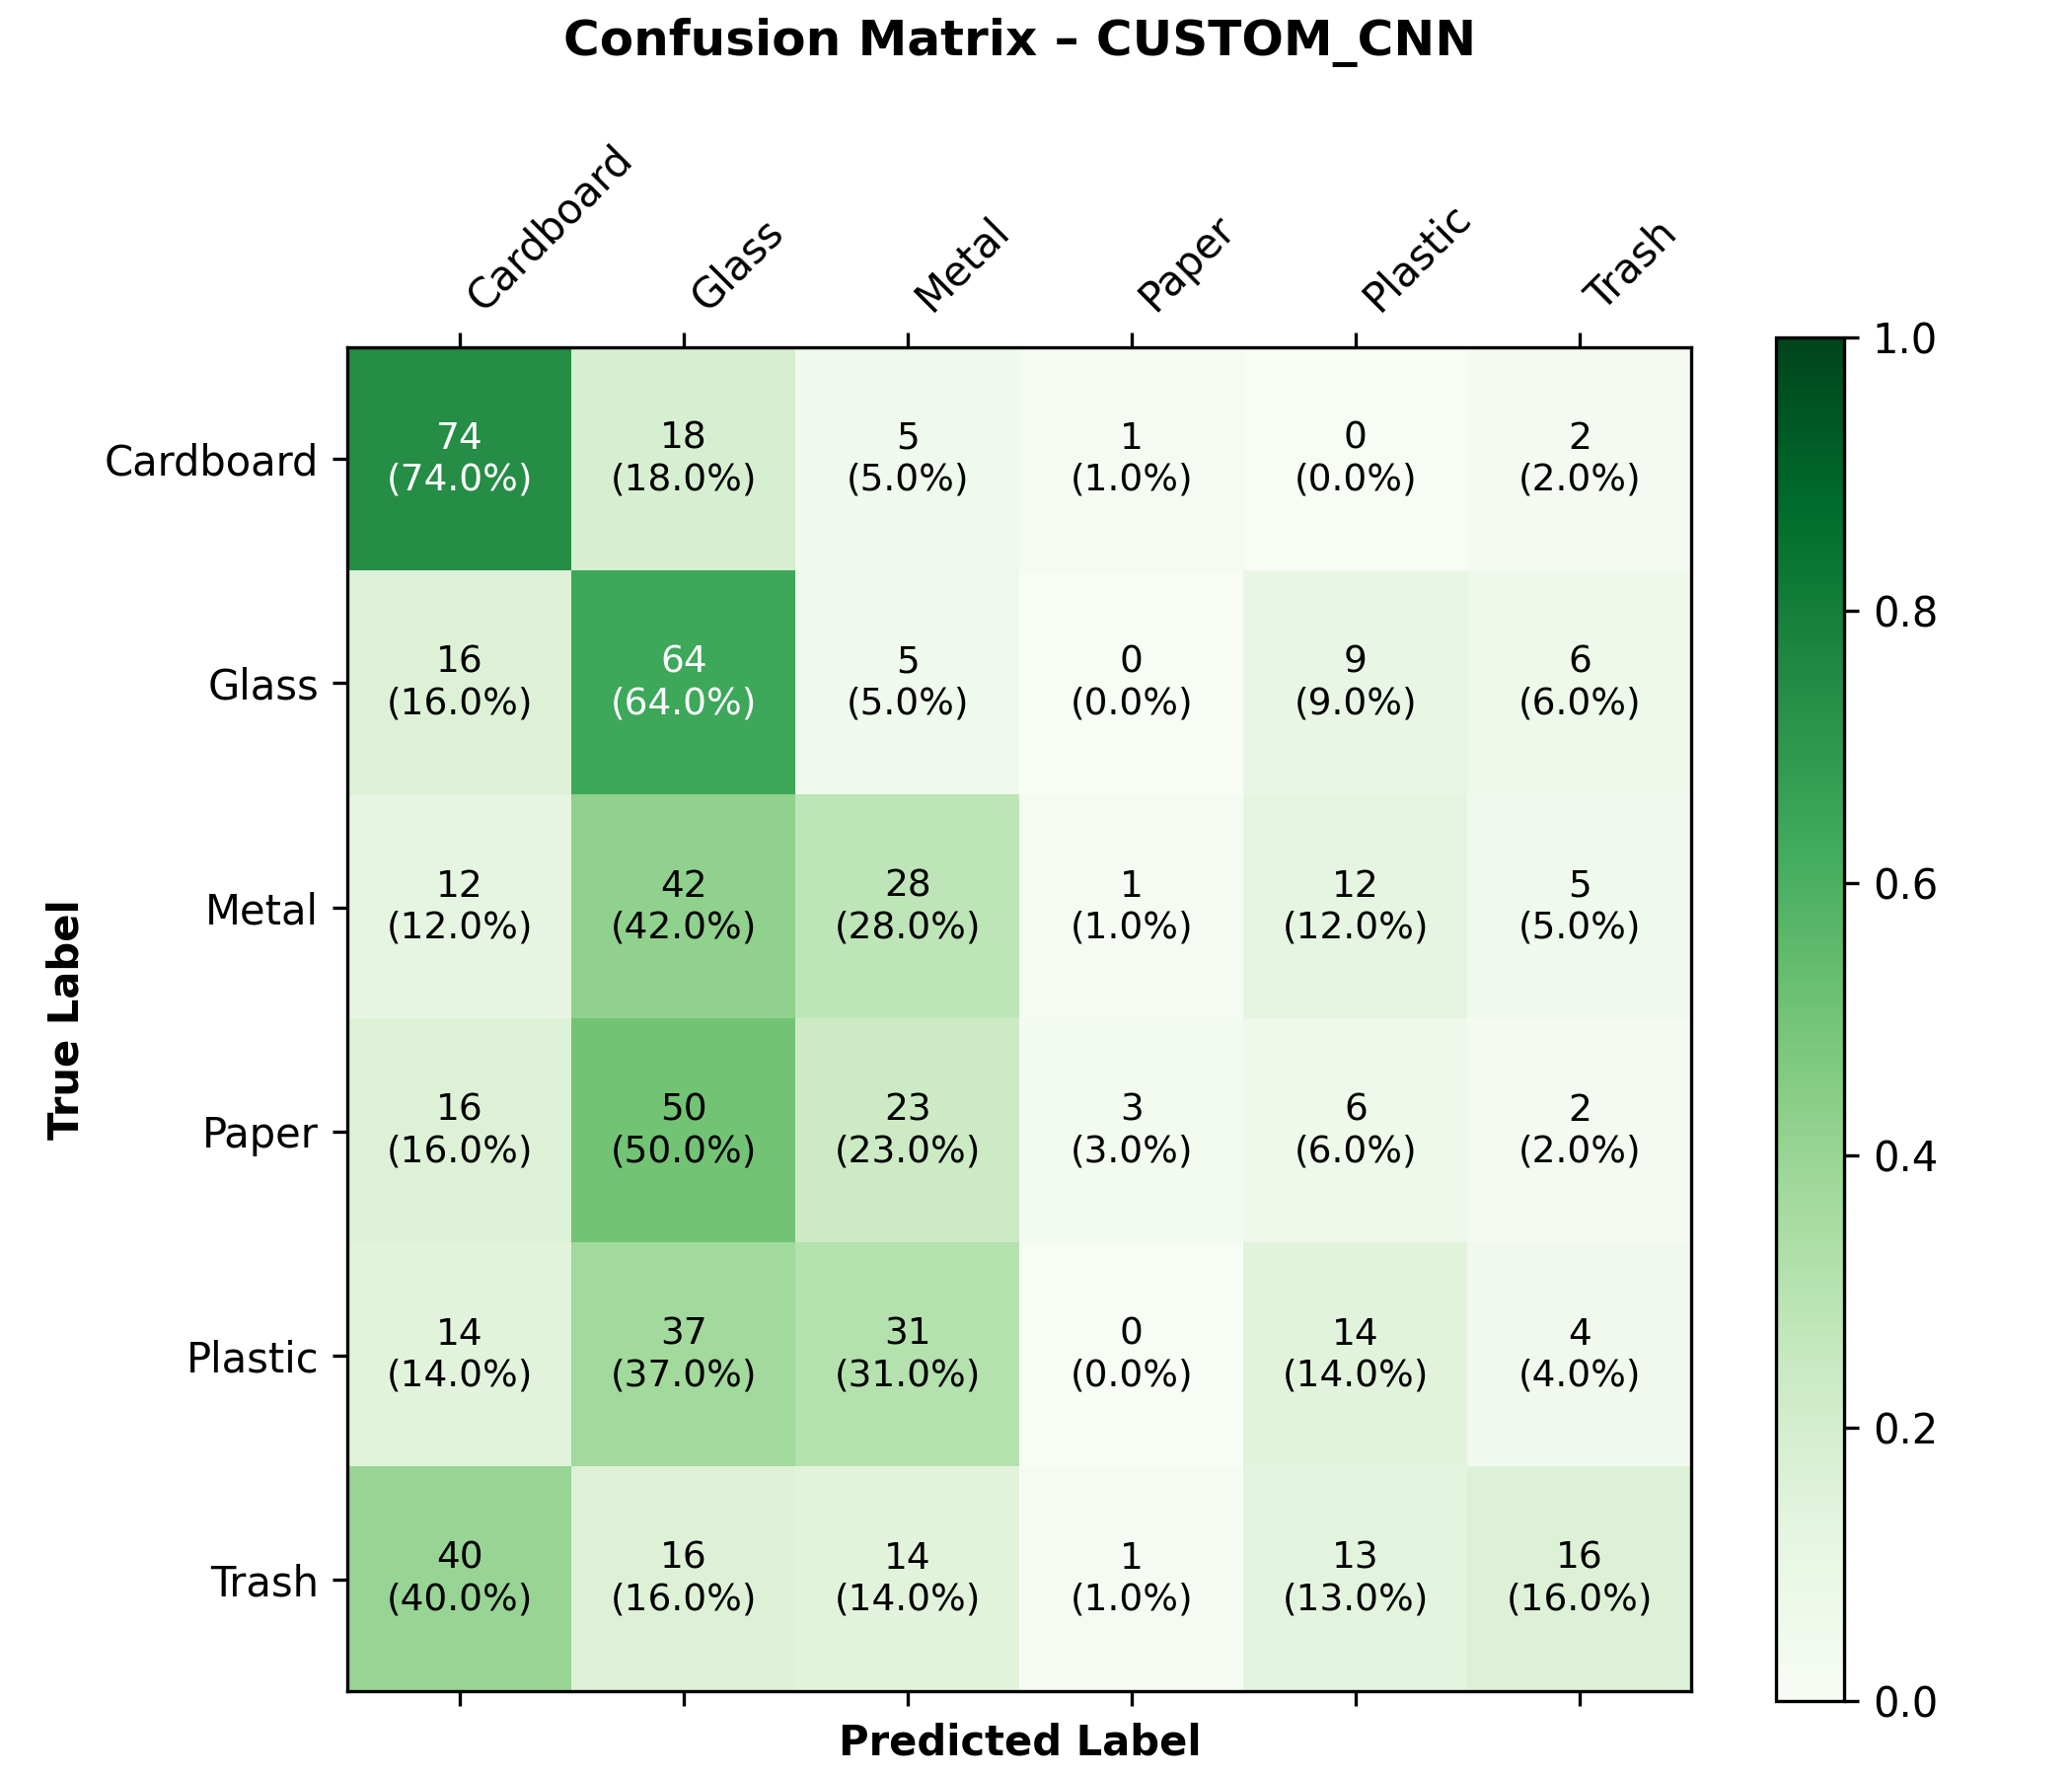 Confusion Matrix – CUSTOM_CNN
Cardboard
Glass
Metal
Paper
Plastic
Trash
1.0
0.8
0.6
0.4
0.2
0.0
True Label
Cardboard
74 18 5 1 0 2
(74.0%) (18.0%) (5.0%) (1.0%) (0.0%) (2.0%)
Glass
16 64 5 0 9 6
(16.0%) (64.0%) (5.0%) (0.0%) (9.0%) (6.0%)
Metal
12 42 28 1 12 5
(12.0%) (42.0%) (28.0%) (1.0%) (12.0%) (5.0%)
Paper
16 50 23 3 6 2
(16.0%) (50.0%) (23.0%) (3.0%) (6.0%) (2.0%)
Plastic
14 37 31 0 14 4
(14.0%) (37.0%) (31.0%) (0.0%) (14.0%) (4.0%)
Trash
40 16 14 1 13 16
(40.0%) (16.0%) (14.0%) (1.0%) (13.0%) (16.0%)
Predicted Label